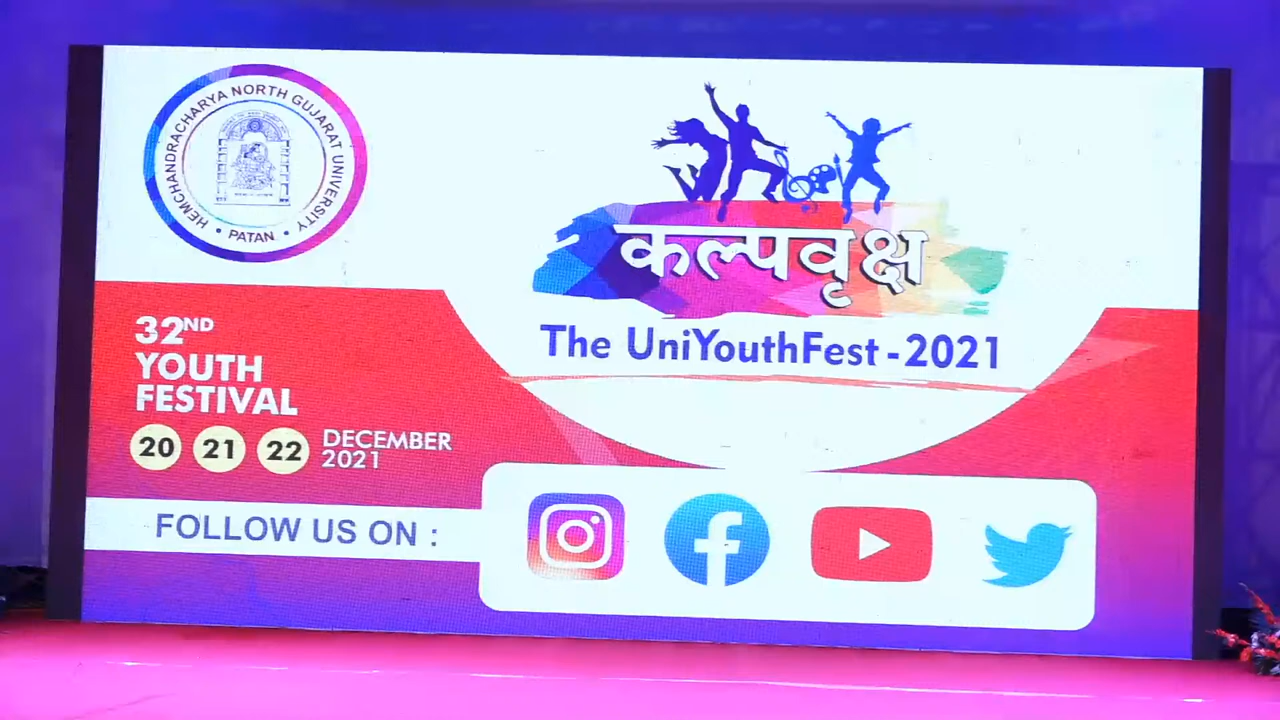 HEMCHANDRACHARYA NORTH GUJARAT UNIVERSITY
• PATAN •
कल्पवृक्ष
The UniYouthFest - 2021
32ND
YOUTH
FESTIVAL
20 21 22 DECEMBER
2021
FOLLOW US ON :